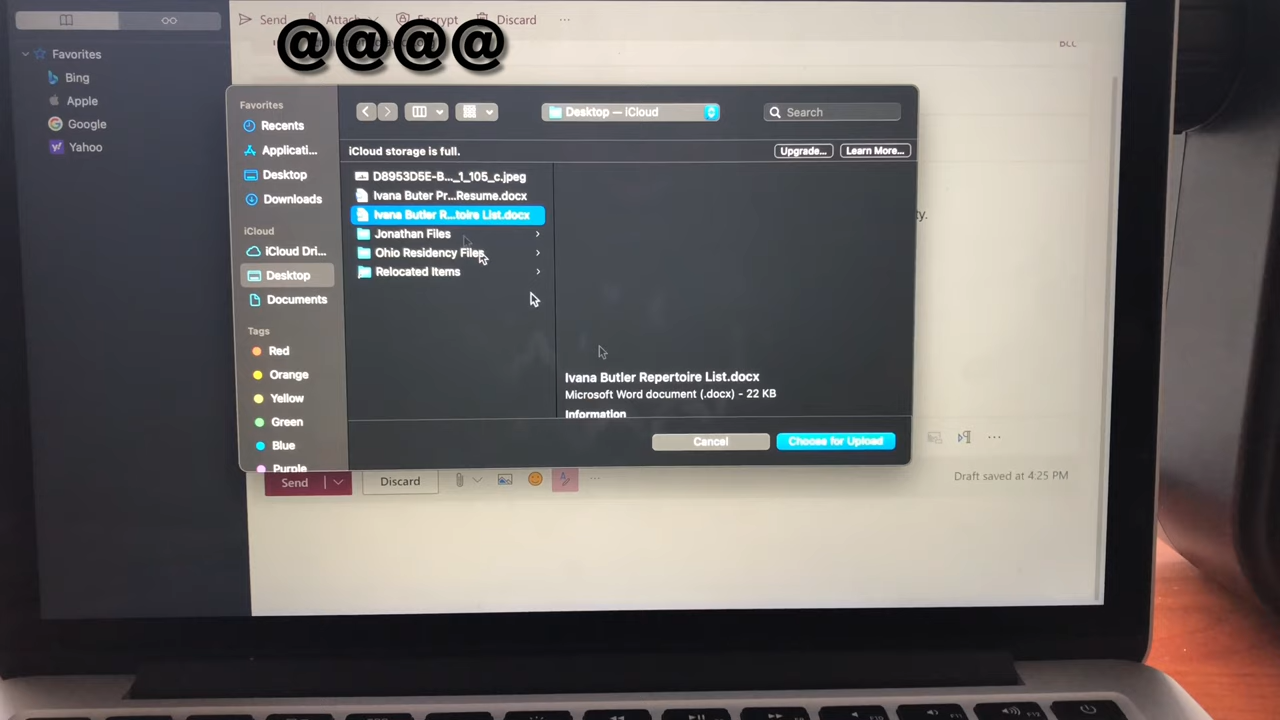 Send Attach Encrypt Discard ...
@@@@
DLL
Favorites
Bing
Apple
Google
Yahoo
Favorites
Recents
Applicati...
Desktop
Downloads
iCloud
iCloud Dri...
Desktop
Documents
Tags
Red
Orange
Yellow
Green
Blue
Purple
Desktop — iCloud
Search
iCloud storage is full.
Upgrade...
Learn More...
D8953D5E-B..._1_105_c.jpeg
Ivana Buter Pr...Resume.docx
Ivana Butler R...toire List.docx
Jonathan Files
Ohio Residency Files
Relocated Items
Ivana Butler Repertoire List.docx
Microsoft Word document (.docx) - 22 KB
Information
Cancel
Choose for Upload
Send
Discard
...
Draft saved at 4:25 PM